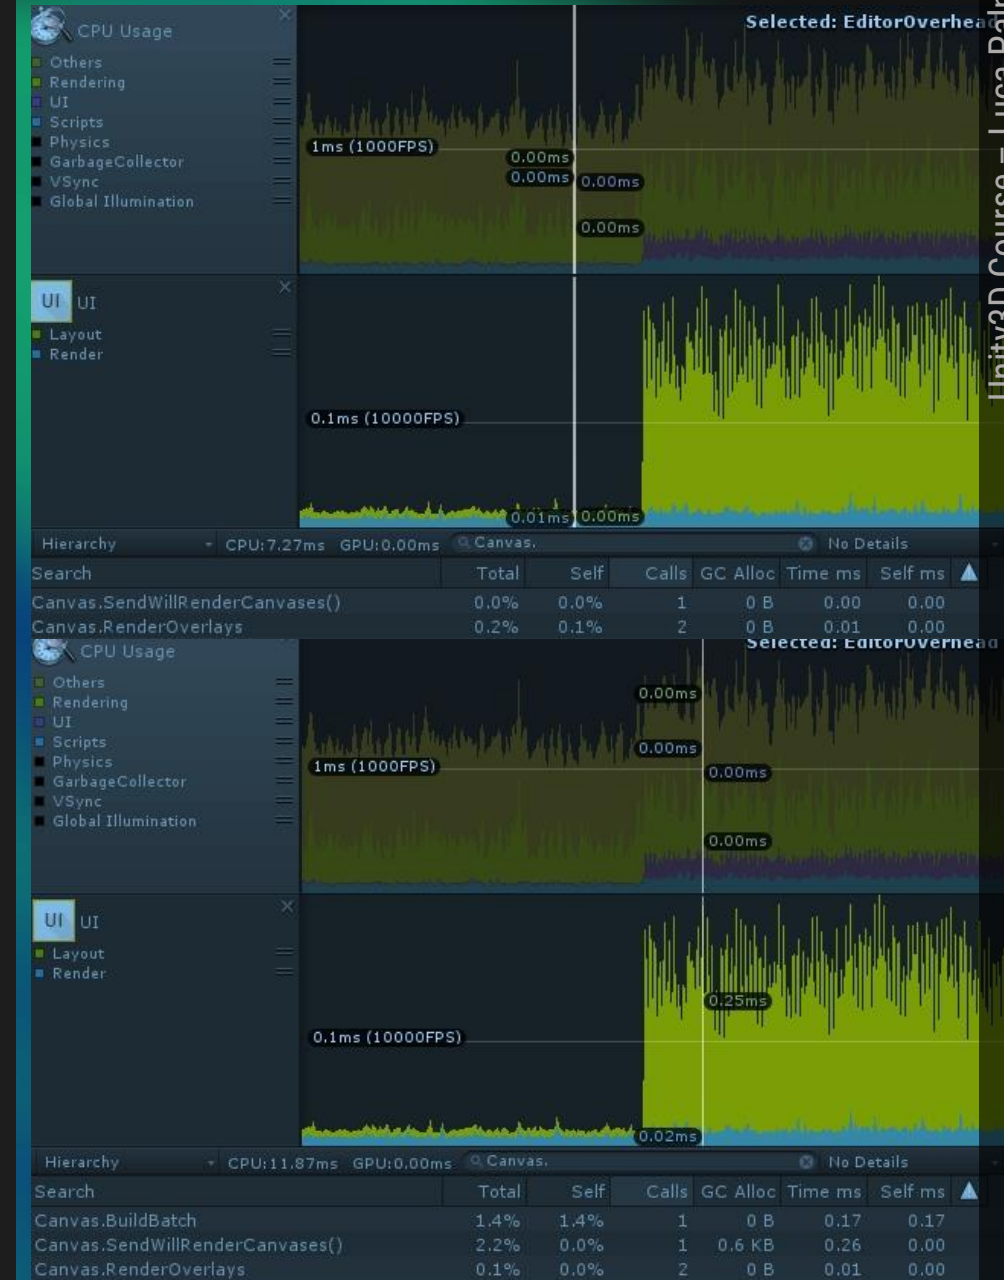 CPU Usage
Selected: EditorOverhead
Others
Rendering
UI
Scripts
Physics
GarbageCollector
VSync
Global Illumination
1ms (1000FPS)
0.00ms
0.00ms
0.00ms
0.00ms
UI UI
Layout
Render
0.1ms (10000FPS)
0.01ms 0.00ms
Hierarchy CPU:7.27ms GPU:0.00ms Canvas. No Details
Search Total Self Calls GC Alloc Time ms Self ms
Canvas.SendWillRenderCanvases() 0.0% 0.0% 1 0 B 0.00 0.00
Canvas.RenderOverlays 0.2% 0.1% 2 0 B 0.01 0.00
CPU Usage
Selected: EditorOverhead
Others
Rendering
UI
Scripts
Physics
GarbageCollector
VSync
Global Illumination
1ms (1000FPS)
0.00ms
0.00ms
0.00ms
0.00ms
UI UI
Layout
Render
0.25ms
0.1ms (10000FPS)
0.02ms
Hierarchy CPU:11.87ms GPU:0.00ms Canvas. No Details
Search Total Self Calls GC Alloc Time ms Self ms
Canvas.BuildBatch 1.4% 1.4% 1 0 B 0.17 0.17
Canvas.SendWillRenderCanvases() 2.2% 0.0% 1 0.6 KB 0.26 0.00
Canvas.RenderOverlays 0.1% 0.0% 2 0 B 0.01 0.00
Unity3D Course – Luca